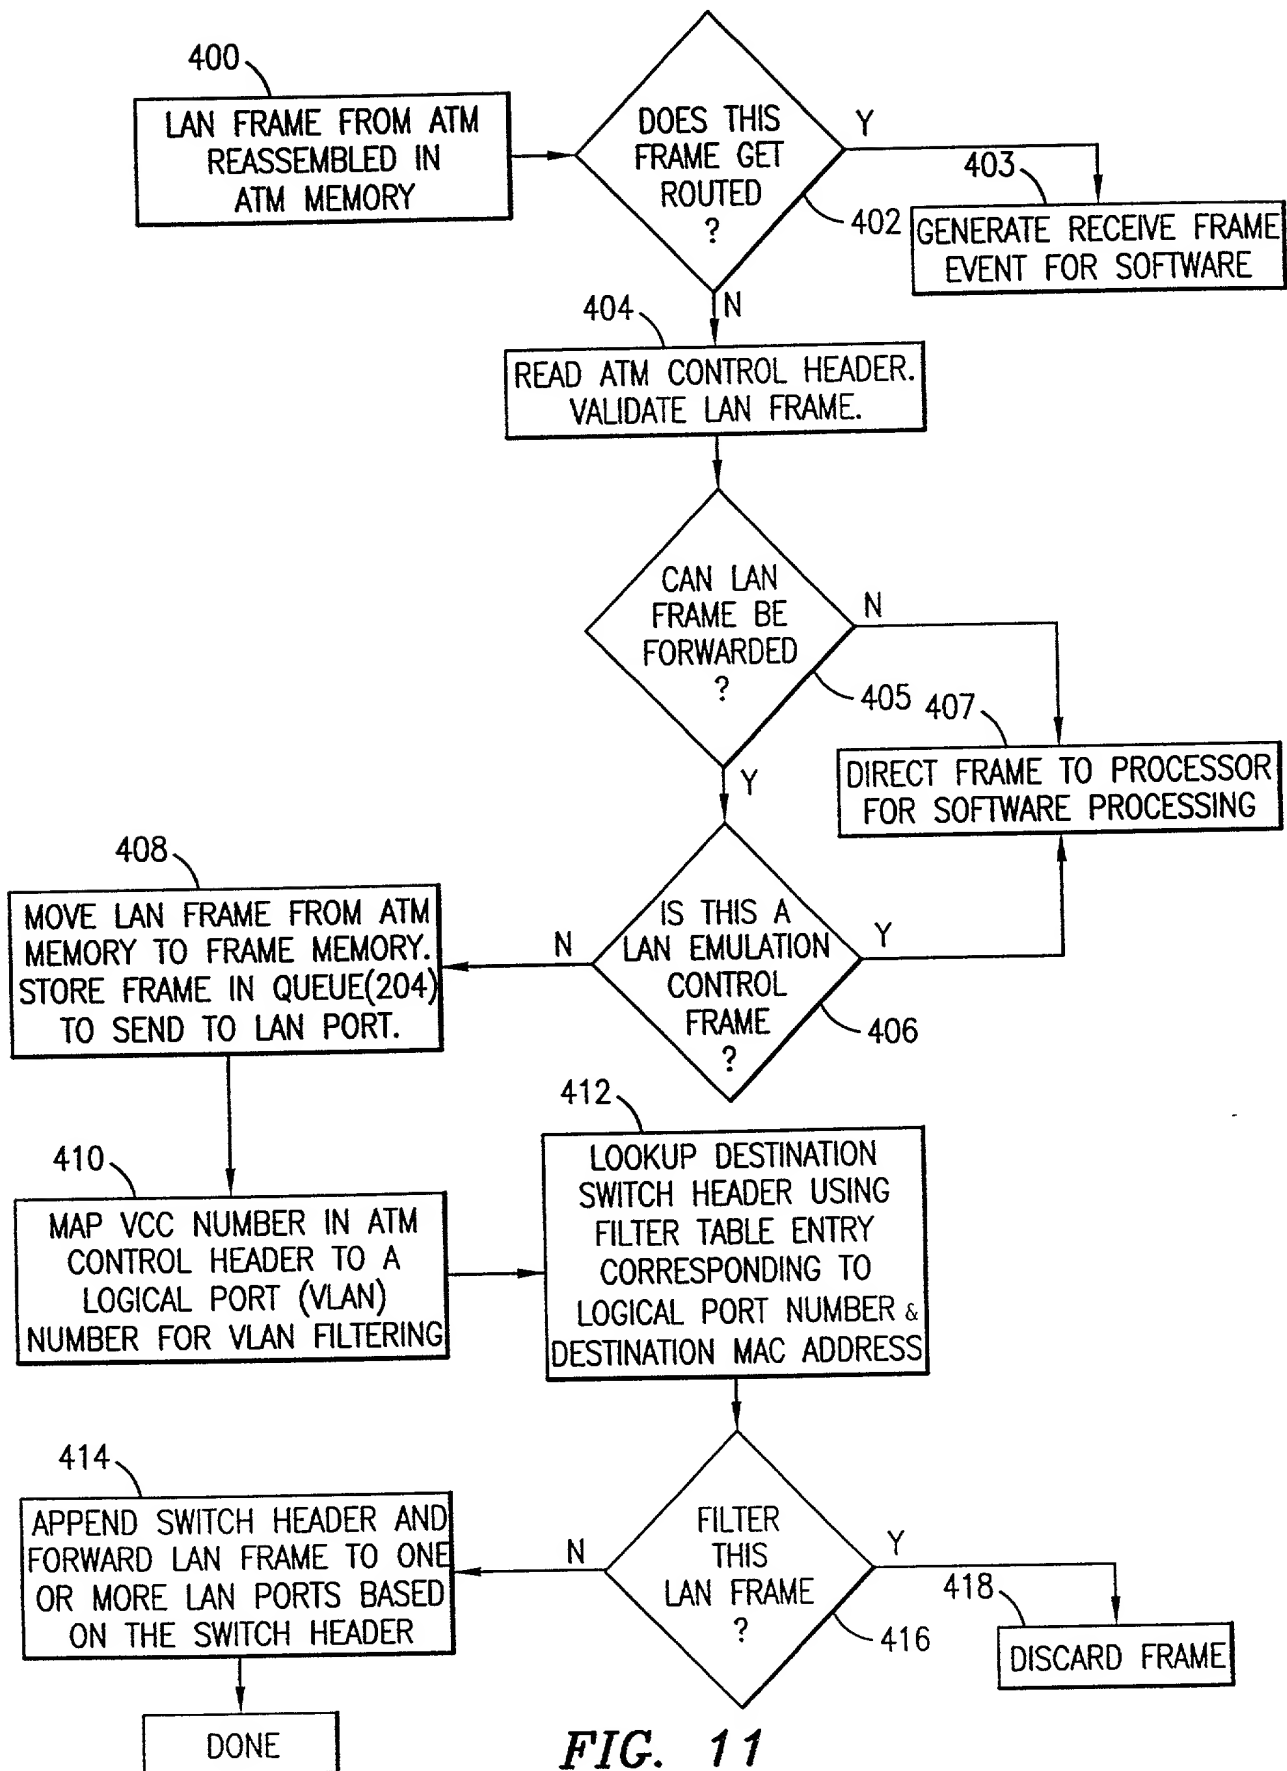 400
LAN FRAME FROM ATM
REASSEMBLED IN
ATM MEMORY
DOES THIS
FRAME GET
ROUTED
?
402
Y
403
GENERATE RECEIVE FRAME
EVENT FOR SOFTWARE
N
404
READ ATM CONTROL HEADER.
VALIDATE LAN FRAME.
CAN LAN
FRAME BE
FORWARDED
?
405
N
407
DIRECT FRAME TO PROCESSOR
FOR SOFTWARE PROCESSING
Y
IS THIS A
LAN EMULATION
CONTROL
FRAME
?
406
Y
N
408
MOVE LAN FRAME FROM ATM
MEMORY TO FRAME MEMORY.
STORE FRAME IN QUEUE(204)
TO SEND TO LAN PORT.
410
MAP VCC NUMBER IN ATM
CONTROL HEADER TO A
LOGICAL PORT (VLAN)
NUMBER FOR VLAN FILTERING
412
LOOKUP DESTINATION
SWITCH HEADER USING
FILTER TABLE ENTRY
CORRESPONDING TO
LOGICAL PORT NUMBER &
DESTINATION MAC ADDRESS
FILTER
THIS
LAN FRAME
?
416
Y
418
DISCARD FRAME
N
414
APPEND SWITCH HEADER AND
FORWARD LAN FRAME TO ONE
OR MORE LAN PORTS BASED
ON THE SWITCH HEADER
DONE
FIG. 11